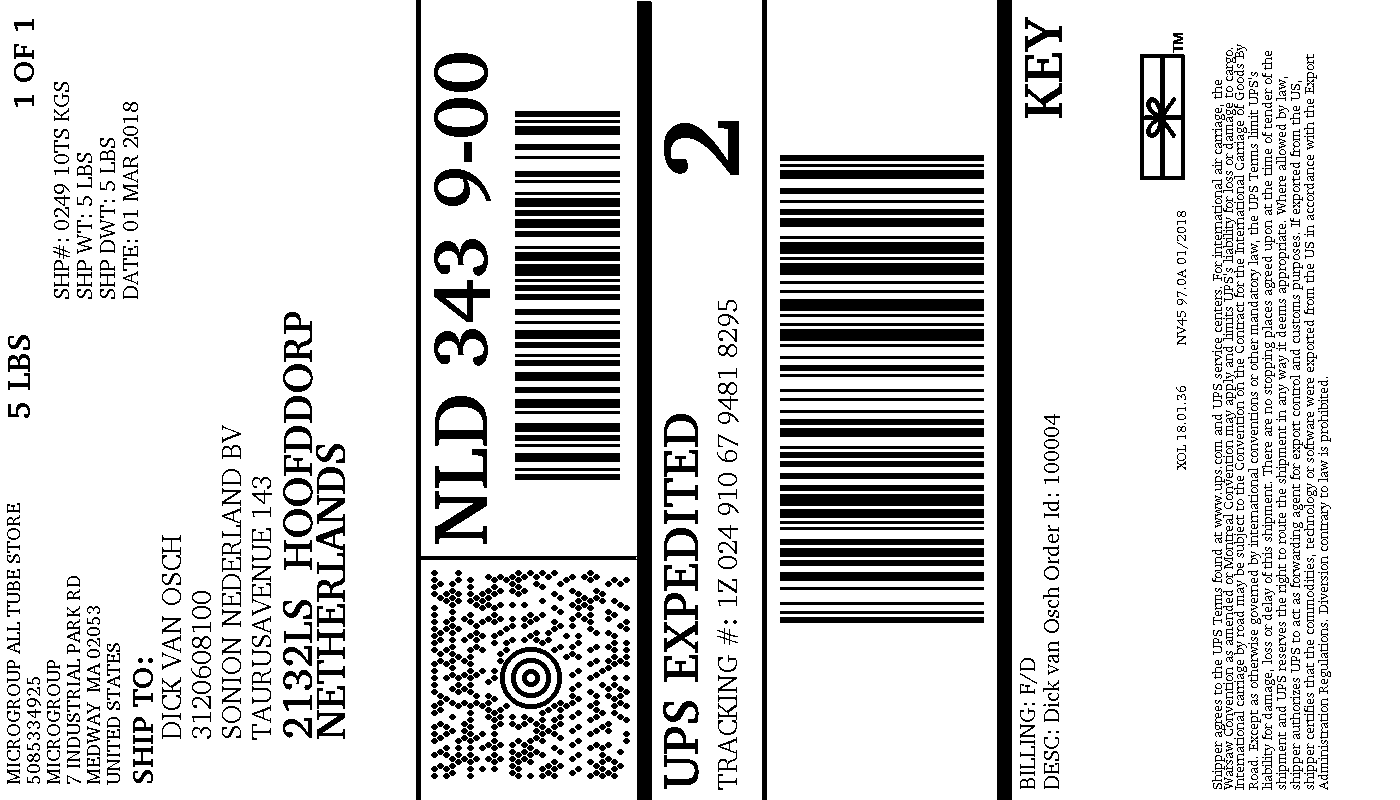 MICROGROUP ALL TUBE STORE
5085334925
MICROGROUP
7 INDUSTRIAL PARK RD
MEDWAY MA 02053
UNITED STATES
5 LBS
1 OF 1
SHP#: 0249 10TS KGS
SHP WT: 5 LBS
SHP DWT: 5 LBS
DATE: 01 MAR 2018
SHIP TO:
DICK VAN OSCH
3120608100
SONION NEDERLAND BV
TAURUSAVENUE 143
2132LS HOOFDDORP
NETHERLANDS
NLD 343 9-00
UPS EXPEDITED
2
TRACKING #: 1Z 024 910 67 9481 8295
BILLING: F/D
DESC: Dick van Osch Order Id: 100004
KEY
TM
XOL 18.01.36 NV45 97.0A 01/2018
Shipper agrees to the UPS Terms found at www.ups.com and UPS service centers. For international air carriage, the
Warsaw Convention as amended or Montreal Convention may apply and limits UPS's liability for loss or damage to cargo.
International carriage by road may be subject to the Convention on the Contract for the International Carriage of Goods By
Road. Except as otherwise governed by international conventions or other mandatory law, the UPS Terms limit UPS's
liability for damage, loss or delay of this shipment. There are no stopping places agreed upon at the time of tender of the
shipment and UPS reserves the right to route the shipment in any way it deems appropriate. Where allowed by law,
shipper authorizes UPS to act as forwarding agent for export control and customs purposes. If exported from the US,
shipper certifies that the commodities, technology or software were exported from the US in accordance with the Export
Administration Regulations. Diversion contrary to law is prohibited.